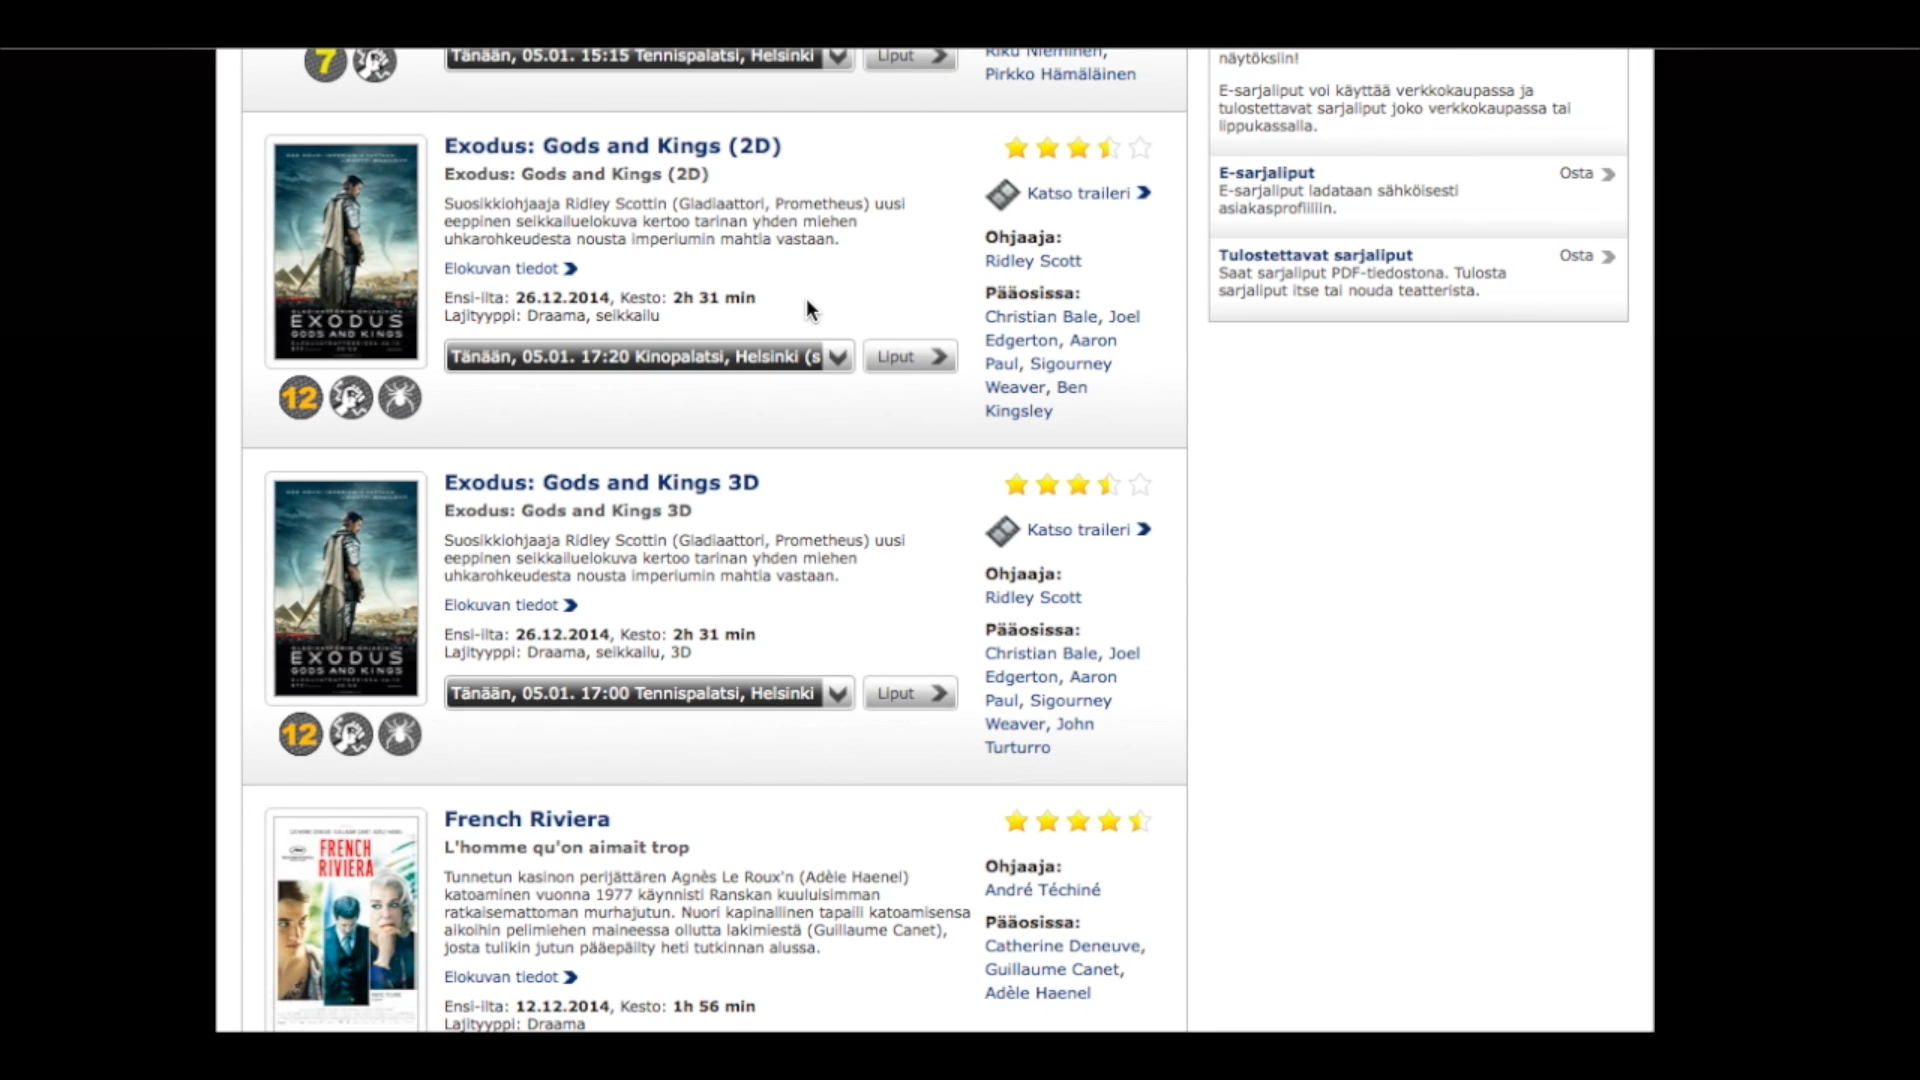 7
Tänään, 05.01. 15:15 Tennispalatsi, Helsinki
Liput
Riku Nieminen,
Pirkko Hämäläinen
Exodus: Gods and Kings (2D)
Exodus: Gods and Kings (2D)
Suosikkiohjaaja Ridley Scottin (Gladiaattori, Prometheus) uusi
eeppinen seikkailuelokuva kertoo tarinan yhden miehen
uhkarohkeudesta nousta imperiumin mahtia vastaan.
Elokuvan tiedot
Ensi-ilta: 26.12.2014, Kesto: 2h 31 min
Lajityyppi: Draama, seikkailu
Tänään, 05.01. 17:20 Kinopalatsi, Helsinki (s
Liput
EXODUS
GODS AND KINGS
12
Katso traileri
Ohjaaja:
Ridley Scott
Pääosissa:
Christian Bale, Joel
Edgerton, Aaron
Paul, Sigourney
Weaver, Ben
Kingsley
Exodus: Gods and Kings 3D
Exodus: Gods and Kings 3D
Suosikkiohjaaja Ridley Scottin (Gladiaattori, Prometheus) uusi
eeppinen seikkailuelokuva kertoo tarinan yhden miehen
uhkarohkeudesta nousta imperiumin mahtia vastaan.
Elokuvan tiedot
Ensi-ilta: 26.12.2014, Kesto: 2h 31 min
Lajityyppi: Draama, seikkailu, 3D
Tänään, 05.01. 17:00 Tennispalatsi, Helsinki
Liput
EXODUS
GODS AND KINGS
12
Katso traileri
Ohjaaja:
Ridley Scott
Pääosissa:
Christian Bale, Joel
Edgerton, Aaron
Paul, Sigourney
Weaver, John
Turturro
French Riviera
L'homme qu'on aimait trop
Tunnetun kasinon perijättären Agnès Le Roux'n (Adèle Haenel)
katoaminen vuonna 1977 käynnisti Ranskan kuuluisimman
ratkaisemattoman murhajutun. Nuori kapinallinen tapaili katoamisensa
aikoihin pelimiehen maineessa ollutta lakimiestä (Guillaume Canet),
josta tulikin jutun pääepäilty heti tutkinnan alussa.
Elokuvan tiedot
Ensi-ilta: 12.12.2014, Kesto: 1h 56 min
Lajityyppi: Draama
FRENCH
RIVIERA
Ohjaaja:
André Téchiné
Pääosissa:
Catherine Deneuve,
Guillaume Canet,
Adèle Haenel
näytöksiin!
E-sarjaliput voi käyttää verkkokaupassa ja
tulostettavat sarjaliput joko verkkokaupassa tai
lippukassalla.
E-sarjaliput
Osta
E-sarjaliput ladataan sähköisesti
asiakasprofiiliin.
Tulostettavat sarjaliput
Osta
Saat sarjaliput PDF-tiedostona. Tulosta
sarjaliput itse tai nouda teatterista.